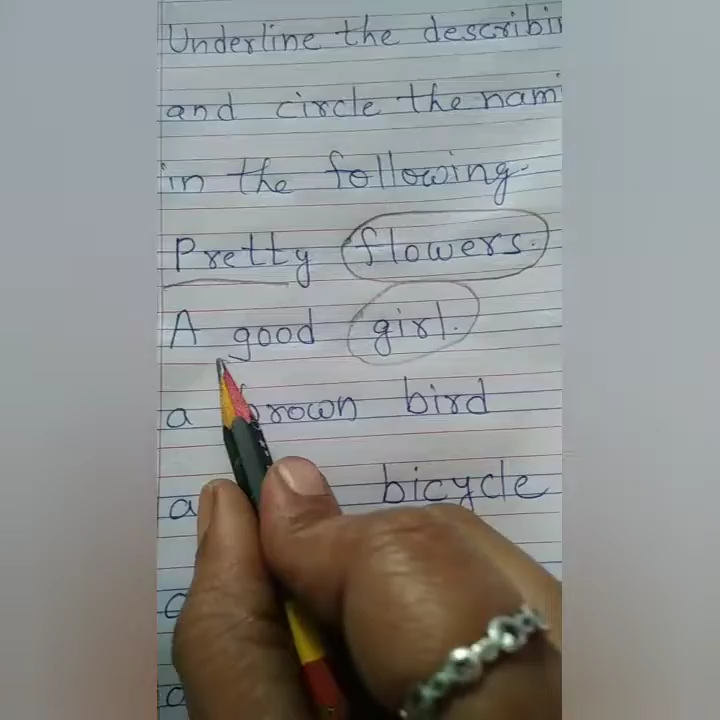 Underline the describi
and circle the nam
in the following
Pretty flowers.
A good girl.
a brown bird
a bicycle
a
a